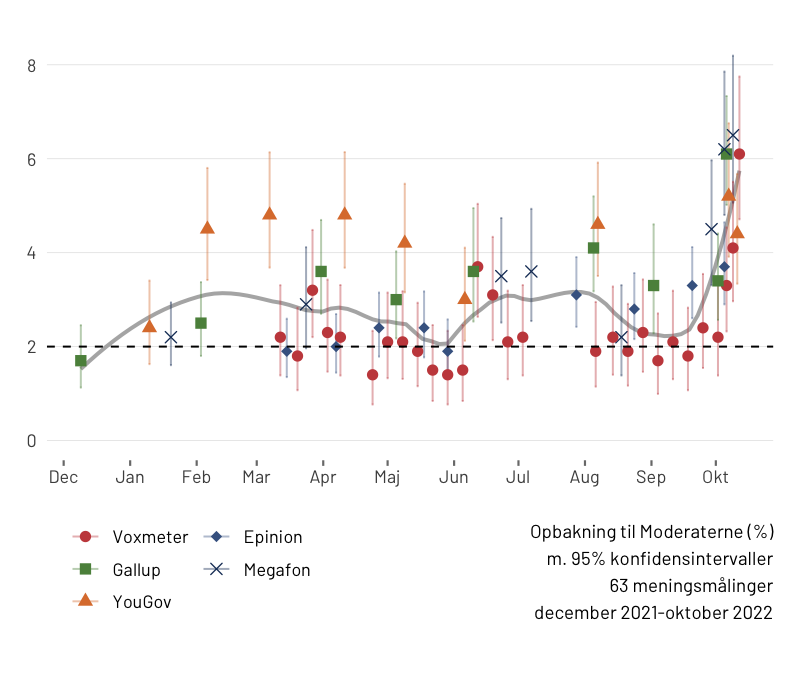 8
6
4
2
0
Dec Jan Feb Mar Apr Maj Jun Jul Aug Sep Okt
Voxmeter Epinion
Gallup Megafon
YouGov
Opbakning til Moderaterne (%)
m. 95% konfidensintervaller
63 meningsmålinger
december 2021-oktober 2022